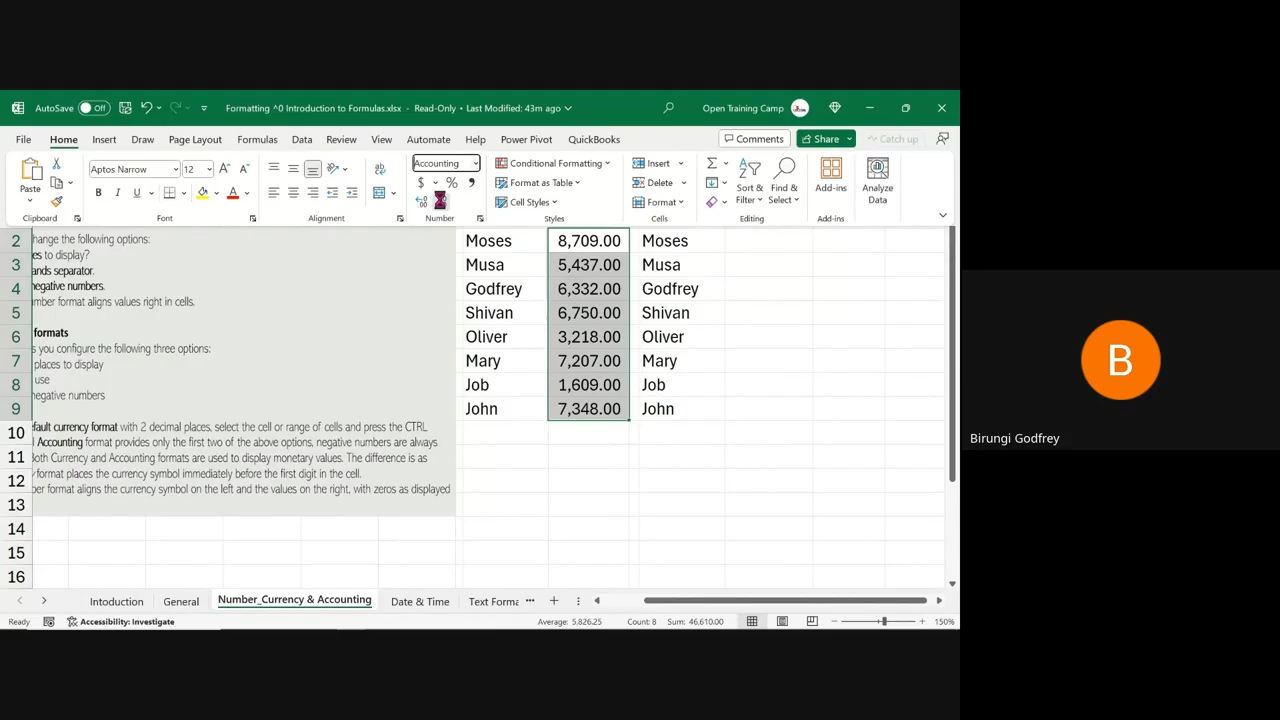 AutoSave Off Formatting ^0 Introduction to Formulas.xlsx - Read-Only • Last Modified: 43m ago Open Training Camp
File Home Insert Draw Page Layout Formulas Data Review View Automate Help Power Pivot QuickBooks Comments Share Catch up
Paste
Clipboard
Aptos Narrow 12
B I U A
Font
Alignment
Accounting
$ % ,
Number
Conditional Formatting
Format as Table
Cell Styles
Styles
Insert
Delete
Format
Cells
Sort & Filter
Find & Select
Editing
Add-ins
Add-ins
Analyze Data
2 hange the following options: Moses 8,709.00 Moses
es to display?
3 ands separator. Musa 5,437.00 Musa
4 negative numbers. Godfrey 6,332.00 Godfrey
umber format aligns values right in cells.
5 Shivan 6,750.00 Shivan
6 formats Oliver 3,218.00 Oliver
s you configure the following three options:
7 places to display Mary 7,207.00 Mary
8 use Job 1,609.00 Job
negative numbers
9 John 7,348.00 John
10 efault currency format with 2 decimal places, select the cell or range of cells and press the CTRL
Accounting format provides only the first two of the above options, negative numbers are always
11 Both Currency and Accounting formats are used to display monetary values. The difference is as
12 format places the currency symbol immediately before the first digit in the cell.
ber format aligns the currency symbol on the left and the values on the right, with zeros as displayed
13
14
15
16
Intoduction General Number_Currency & Accounting Date & Time Text Forma
Ready Accessibility: Investigate Average: 5,826.25 Count: 8 Sum: 46,610.00 150%
B
Birungi Godfrey